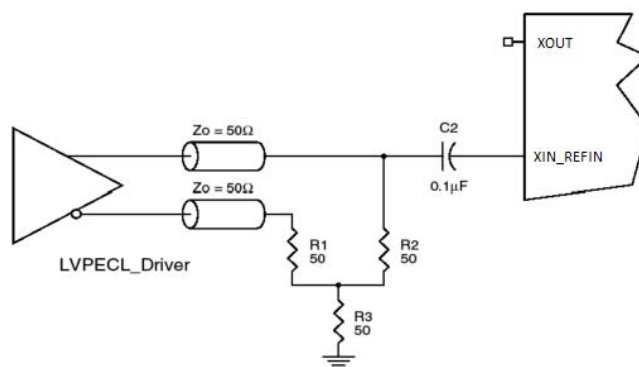 XOUT
Zo = 50Ω
C2
XIN_REFIN
0.1µF
Zo = 50Ω
R1
50
R2
50
LVPECL_Driver
R3
50